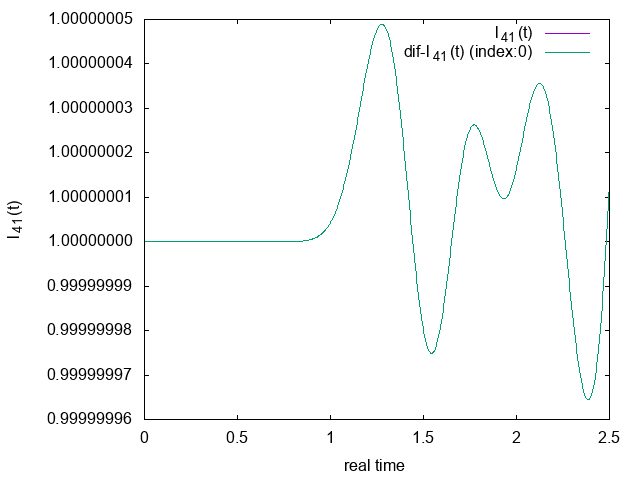 1.00000005
1.00000004
1.00000003
1.00000002
1.00000001
1.00000000
0.99999999
0.99999998
0.99999997
0.99999996
I41(t)
I41(t)
dif-I41(t) (index:0)
0 0.5 1 1.5 2 2.5
real time